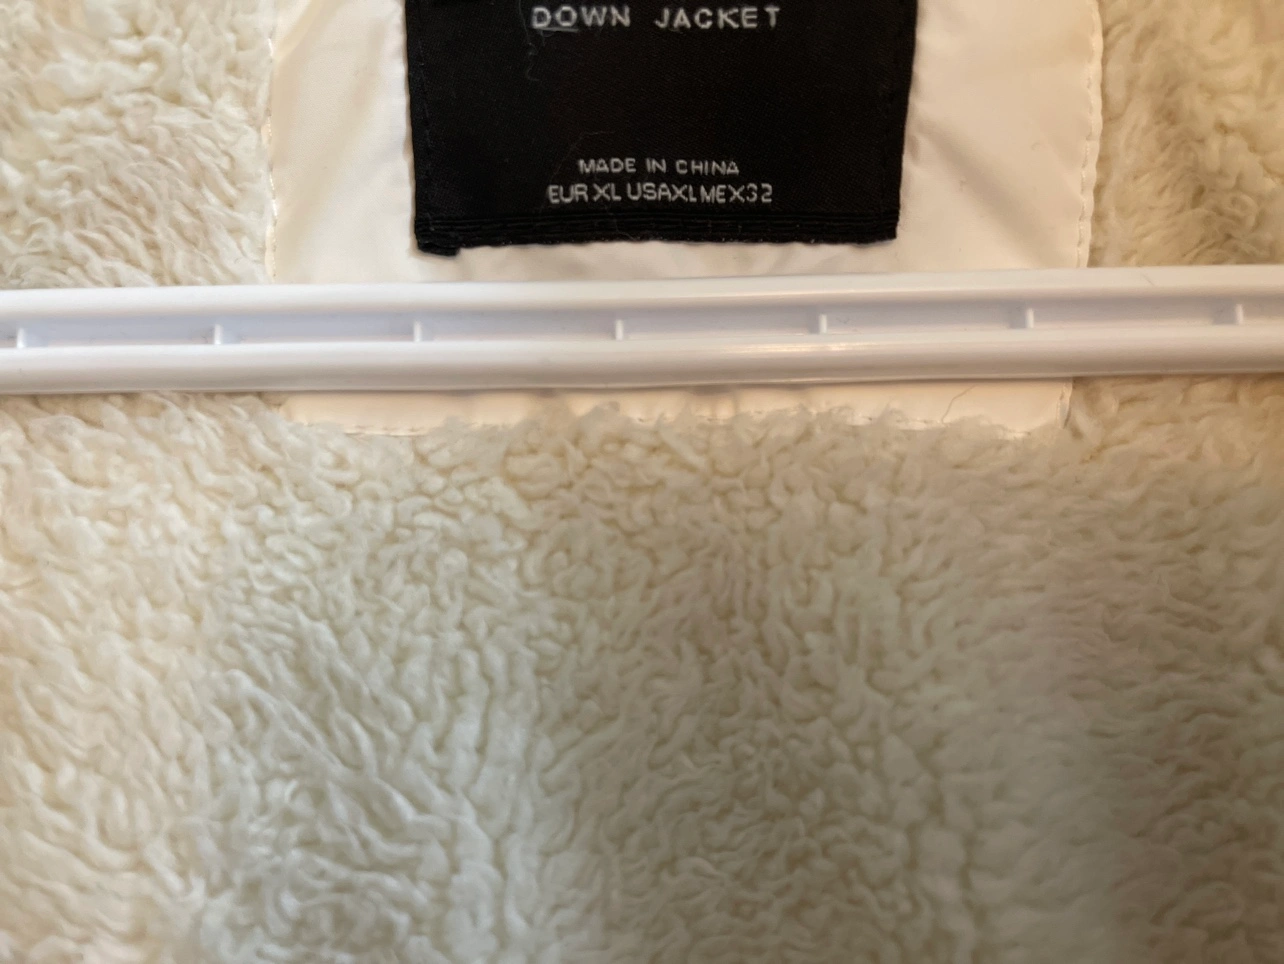 DOWN JACKET
MADE IN CHINA
EUR XL USA XL MEX 32